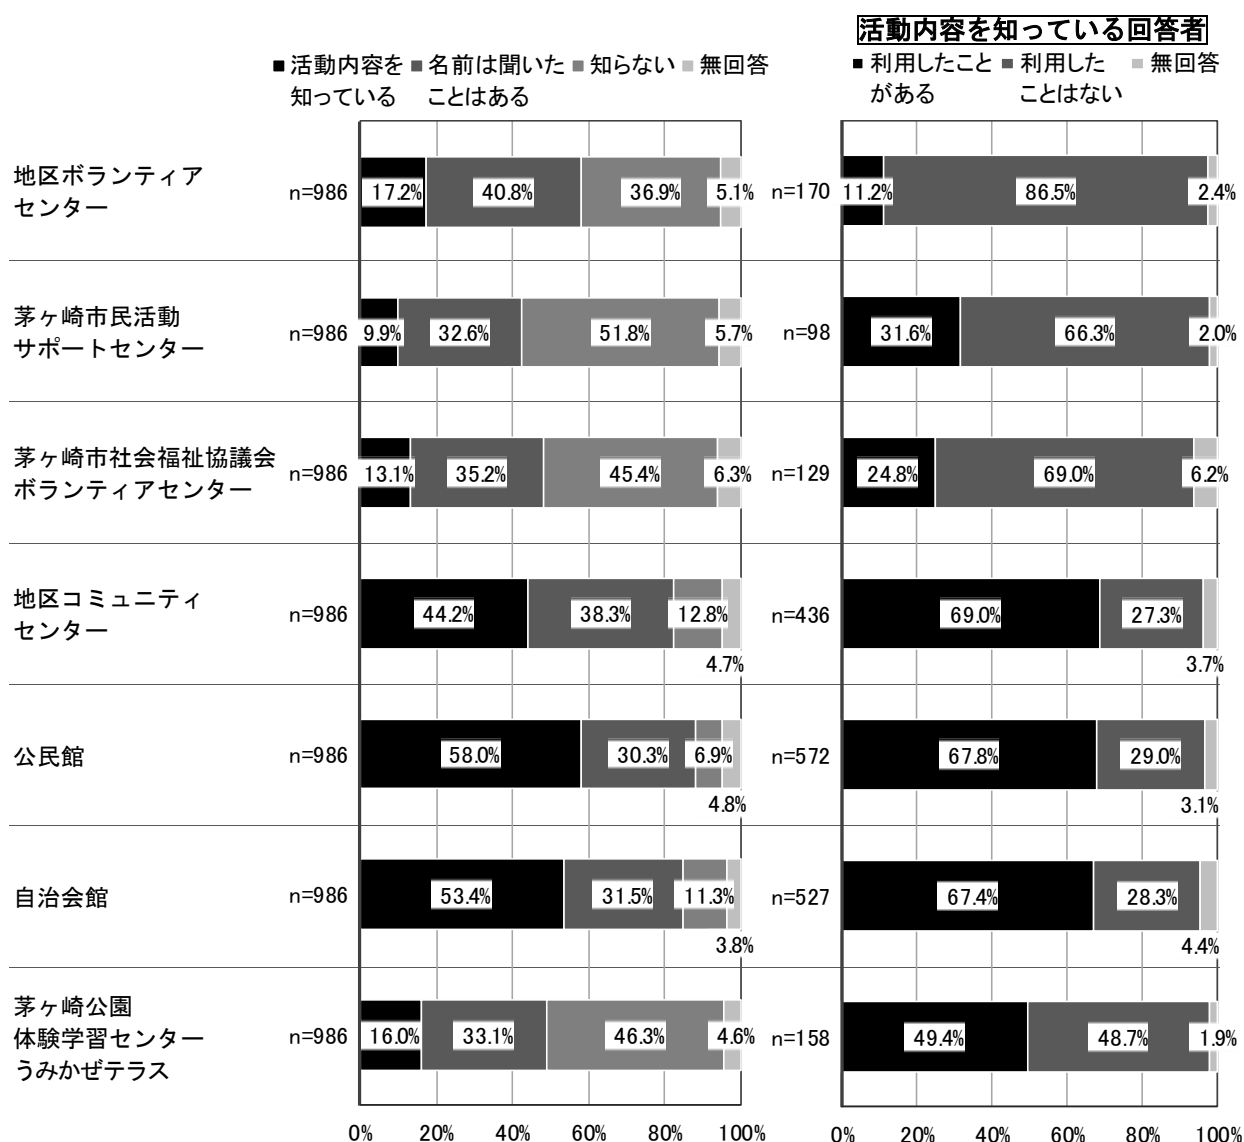 活動内容を知っている回答者
■活動内容を ■名前は聞いた ■知らない ■無回答
知っている ことはある
■利用したこと ■利用した ■無回答
がある ことはない
地区ボランティア
センター
n=986 17.2% 40.8% 36.9% 5.1%
n=170 11.2% 86.5% 2.4%
茅ヶ崎市民活動
サポートセンター
n=986 9.9% 32.6% 51.8% 5.7%
n=98 31.6% 66.3% 2.0%
茅ヶ崎市社会福祉協議会
ボランティアセンター
n=986 13.1% 35.2% 45.4% 6.3%
n=129 24.8% 69.0% 6.2%
地区コミュニティ
センター
n=986 44.2% 38.3% 12.8%
4.7%
n=436 69.0% 27.3%
3.7%
公民館
n=986 58.0% 30.3% 6.9%
4.8%
n=572 67.8% 29.0%
3.1%
自治会館
n=986 53.4% 31.5% 11.3%
3.8%
n=527 67.4% 28.3%
4.4%
茅ヶ崎公園
体験学習センター
うみかぜテラス
n=986 16.0% 33.1% 46.3% 4.6%
n=158 49.4% 48.7% 1.9%
0% 20% 40% 60% 80% 100%
0% 20% 40% 60% 80% 100%